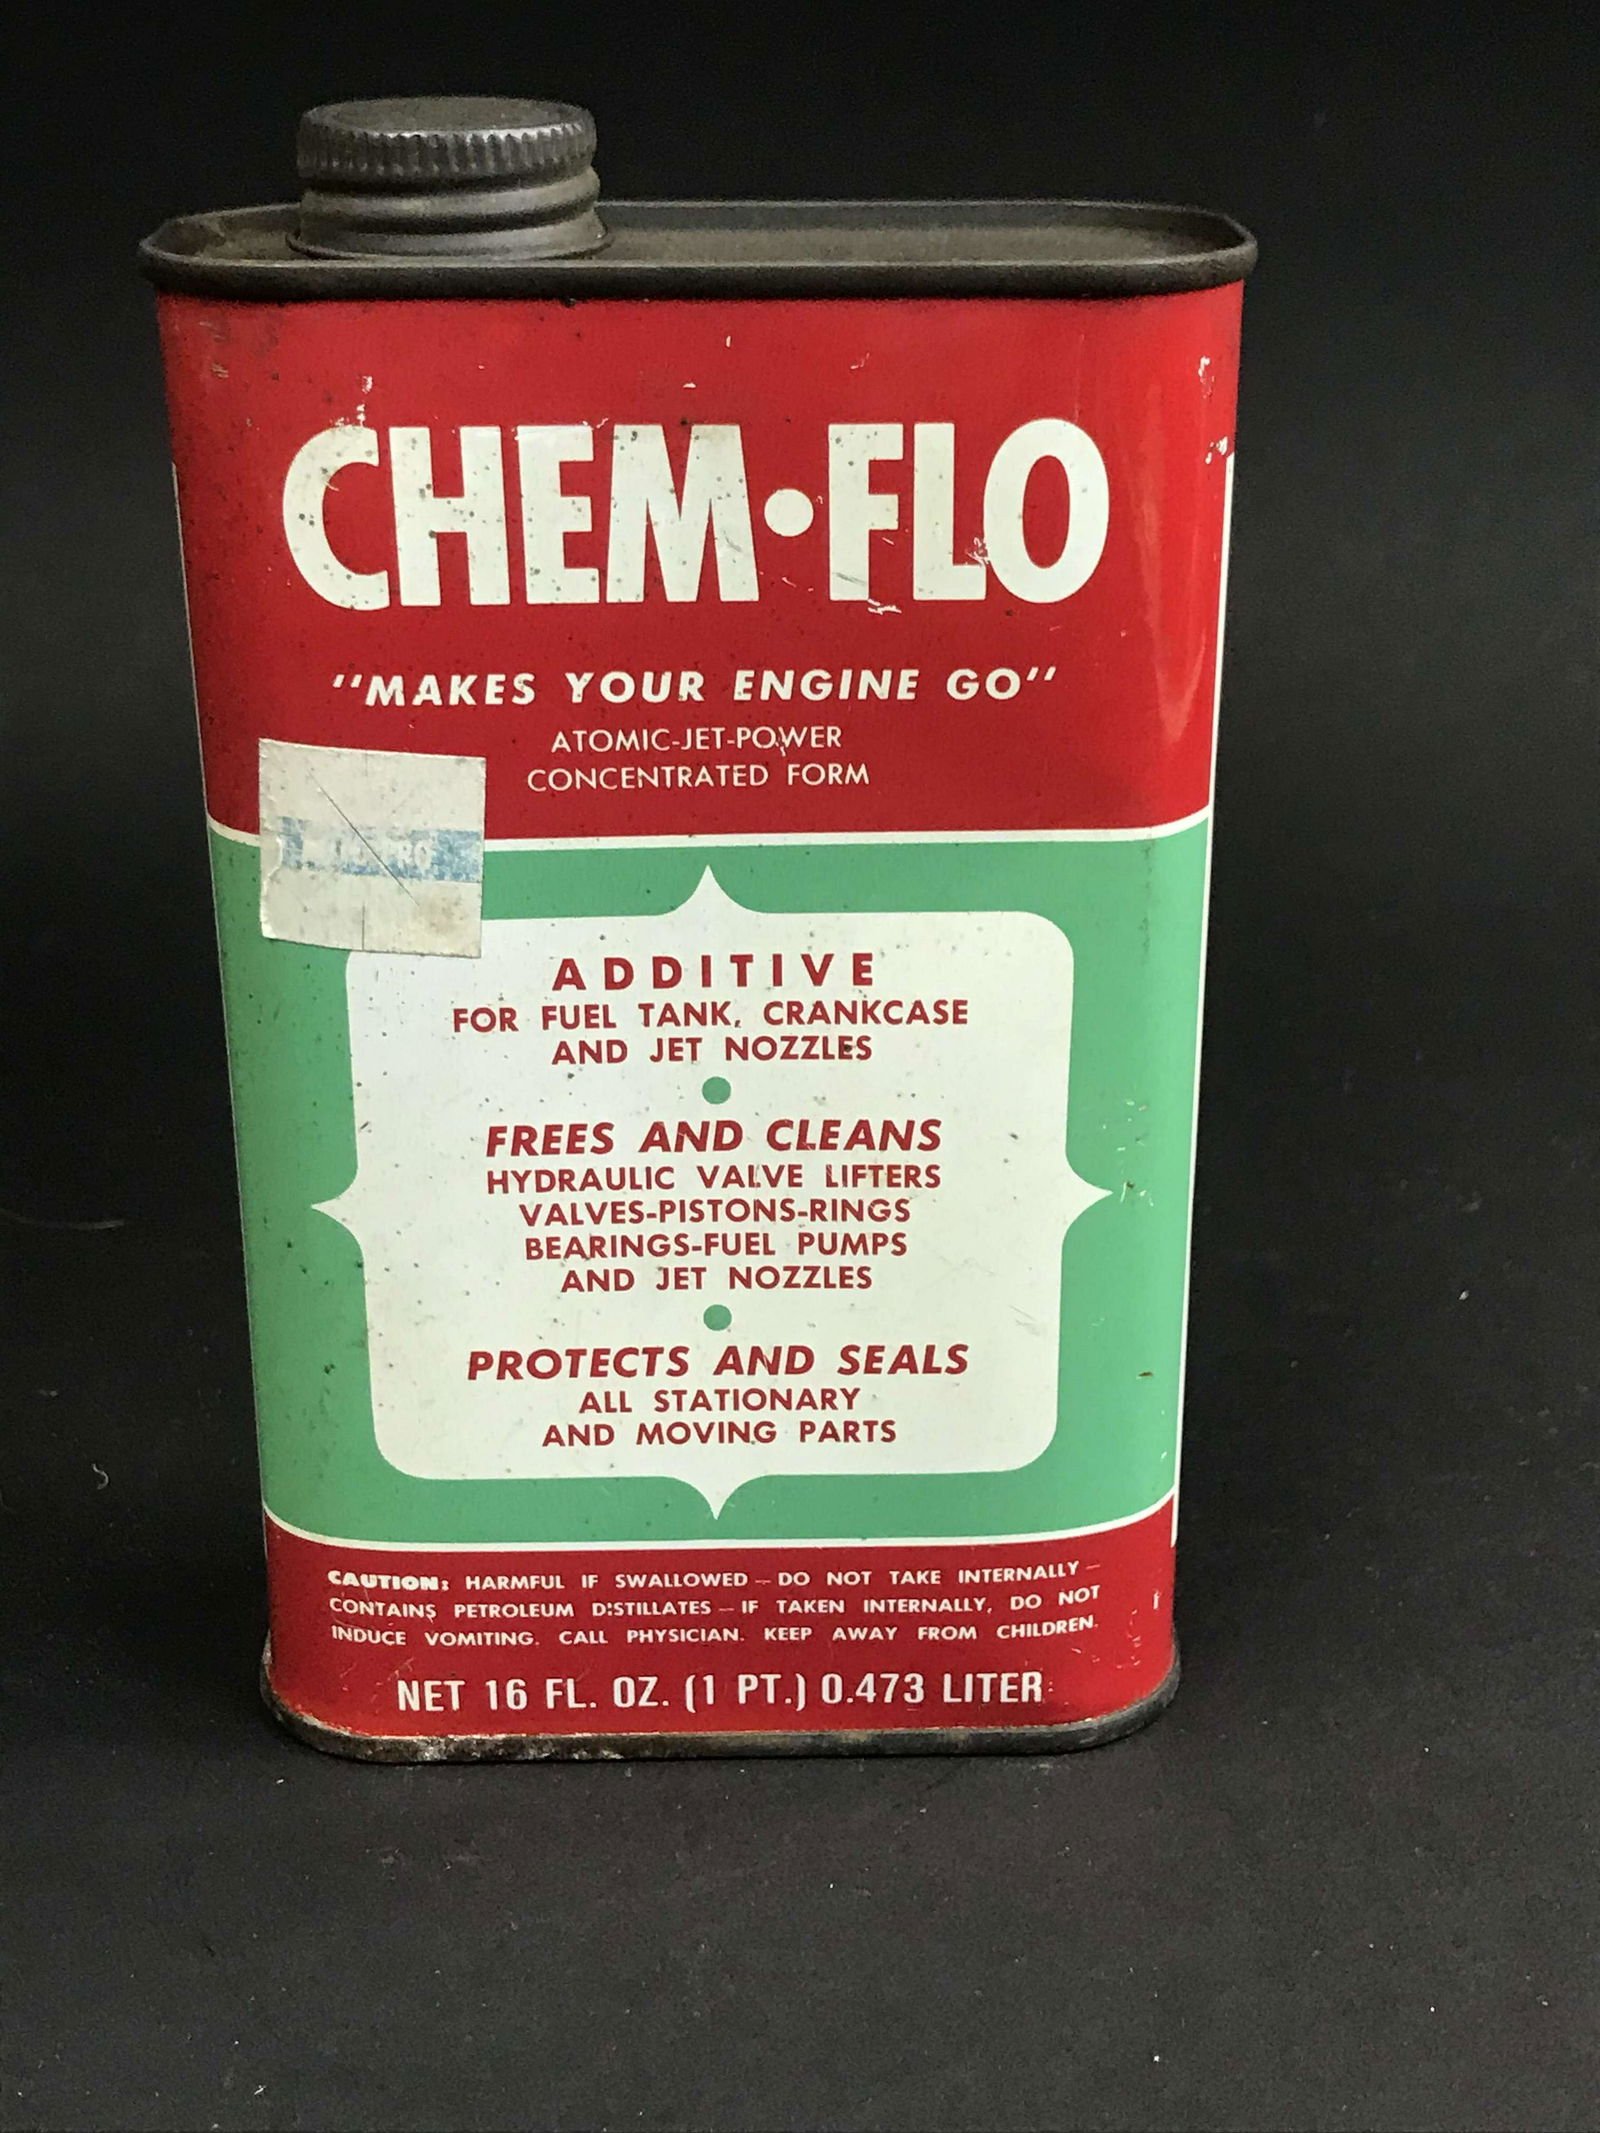 CHEM•FLO
"MAKES YOUR ENGINE GO"
ATOMIC-JET-POWER
CONCENTRATED FORM
ADDITIVE
FOR FUEL TANK, CRANKCASE
AND JET NOZZLES
FREES AND CLEANS
HYDRAULIC VALVE LIFTERS
VALVES-PISTONS-RINGS
BEARINGS-FUEL PUMPS
AND JET NOZZLES
PROTECTS AND SEALS
ALL STATIONARY
AND MOVING PARTS
CAUTION: HARMFUL IF SWALLOWED — DO NOT TAKE INTERNALLY —
CONTAINS PETROLEUM DISTILLATES — IF TAKEN INTERNALLY, DO NOT
INDUCE VOMITING. CALL PHYSICIAN. KEEP AWAY FROM CHILDREN.
NET 16 FL. OZ. (1 PT.) 0.473 LITER